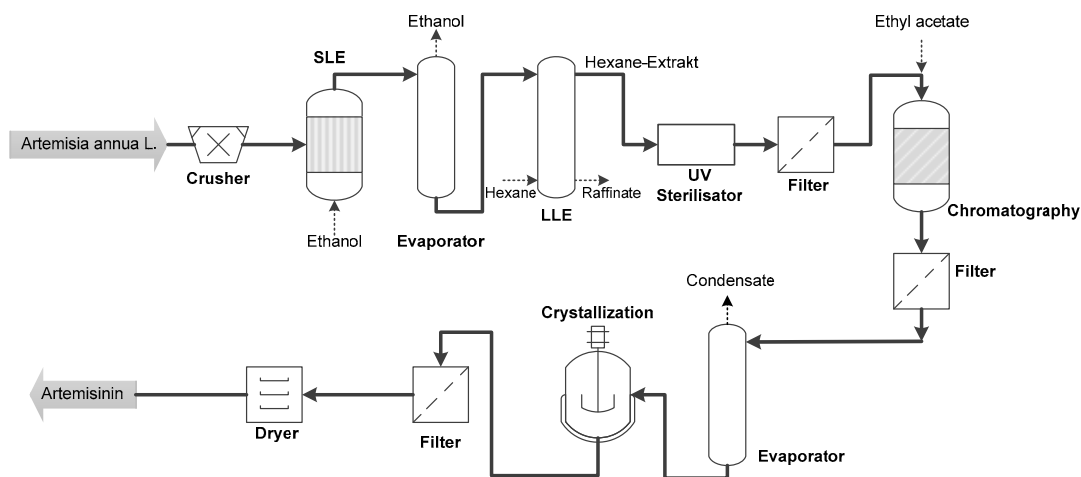 Ethanol
Ethyl acetate
SLE
Hexane-Extrakt
Artemisia annua L.
Crusher
UV
Sterilisator
Filter
Hexane
Raffinate
LLE
Chromatography
Ethanol
Evaporator
Filter
Condensate
Crystallization
Artemisinin
Dryer
Filter
Evaporator